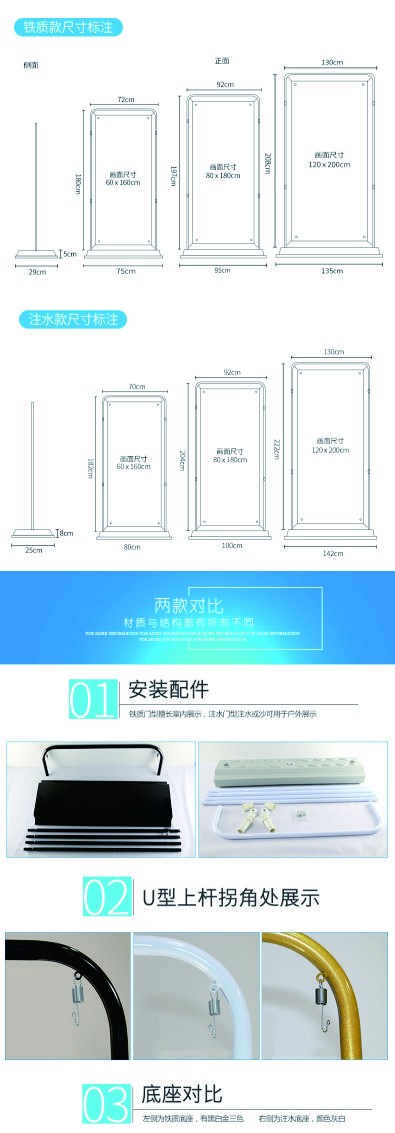 铁质款尺寸标注
侧面
正面
72cm
92cm
130cm
画面尺寸
60 x 160cm
画面尺寸
80 x 180cm
画面尺寸
120 x 200cm
180cm
197cm
208cm
5cm
29cm
75cm
95cm
135cm
注水款尺寸标注
70cm
92cm
130cm
画面尺寸
60 x 160cm
画面尺寸
80 x 180cm
画面尺寸
120 x 200cm
182cm
204cm
222cm
8cm
25cm
80cm
100cm
142cm
两款对比
材质与结构都有所有不同
FOR MORE INFORMATION FOR MORE INFORMATION FOR MORE INFORMATION FOR MORE INFORMATION
FOR MORE INFORMATION FOR MORE INFORMATION
01 安装配件
铁质门型擅长室内展示，注水门型注水或沙可用于户外展示
02 U型上杆拐角处展示
03 底座对比
左侧为铁质底座，有黑白金三色 右侧为注水底座，颜色灰白